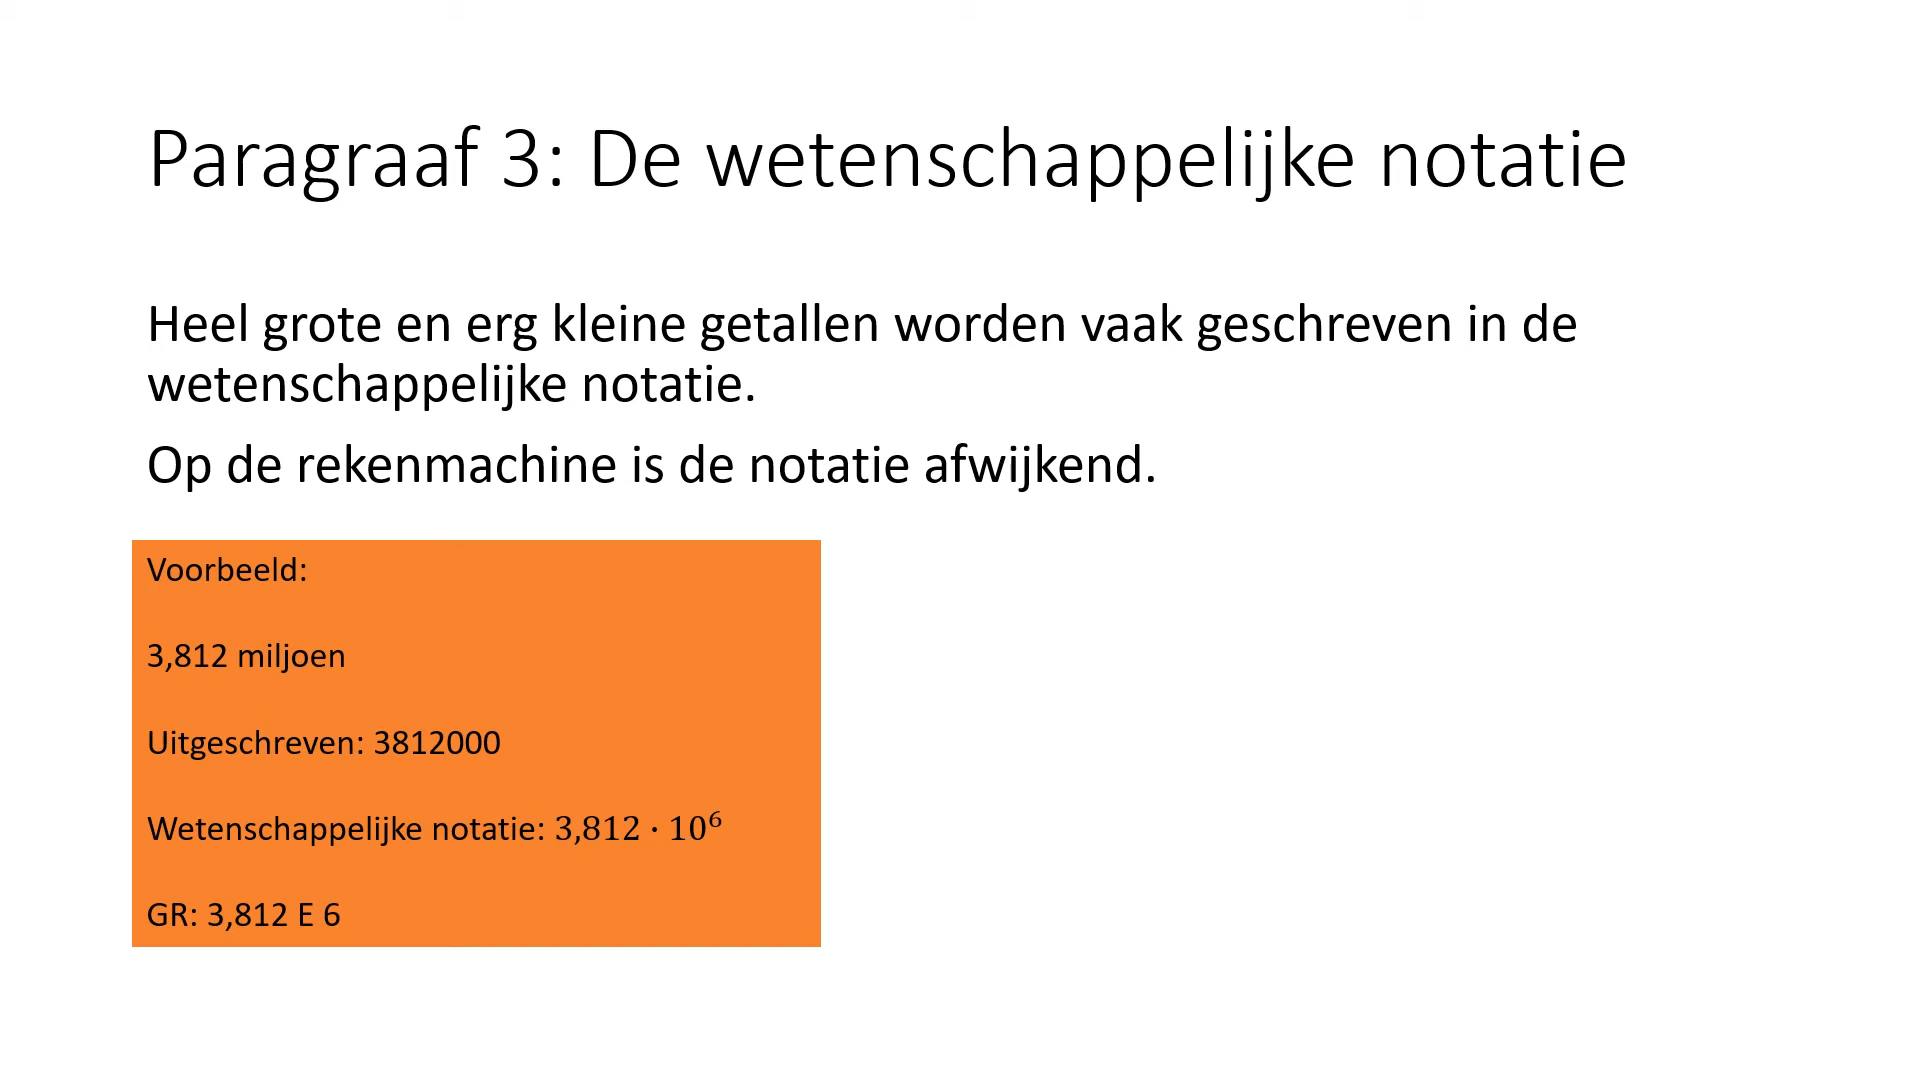 Paragraaf 3: De wetenschappelijke notatie
Heel grote en erg kleine getallen worden vaak geschreven in de
wetenschappelijke notatie.
Op de rekenmachine is de notatie afwijkend.
Voorbeeld:
3,812 miljoen
Uitgeschreven: 3812000
Wetenschappelijke notatie: 3,812 · 10⁶
GR: 3,812 E 6